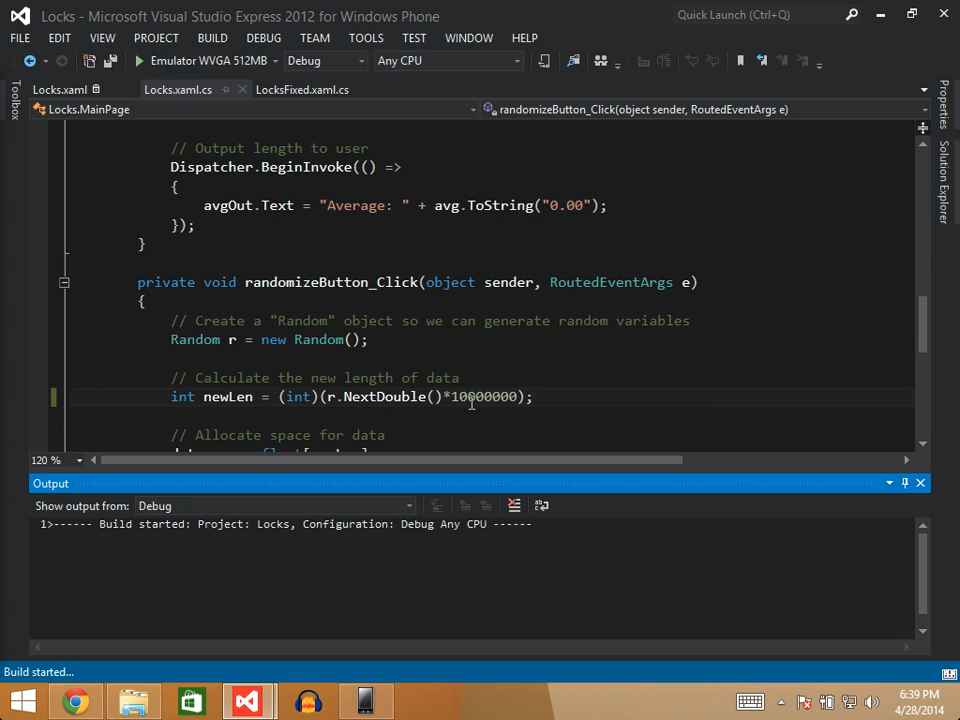 Locks - Microsoft Visual Studio Express 2012 for Windows Phone
Quick Launch (Ctrl+Q)
FILE EDIT VIEW PROJECT BUILD DEBUG TEAM TOOLS TEST WINDOW HELP
Emulator WVGA 512MB Debug Any CPU
Toolbox
Locks.xaml Locks.xaml.cs LocksFixed.xaml.cs
Locks.MainPage randomizeButton_Click(object sender, RoutedEventArgs e)
Properties
Solution Explorer
// Output length to user
Dispatcher.BeginInvoke(() =>
{
avgOut.Text = "Average: " + avg.ToString("0.00");
});
}
private void randomizeButton_Click(object sender, RoutedEventArgs e)
{
// Create a "Random" object so we can generate random variables
Random r = new Random();
// Calculate the new length of data
int newLen = (int)(r.NextDouble()*10000000);
// Allocate space for data
120 %
Output
Show output from: Debug
1>------ Build started: Project: Locks, Configuration: Debug Any CPU ------
Build started...
6:39 PM
4/28/2014